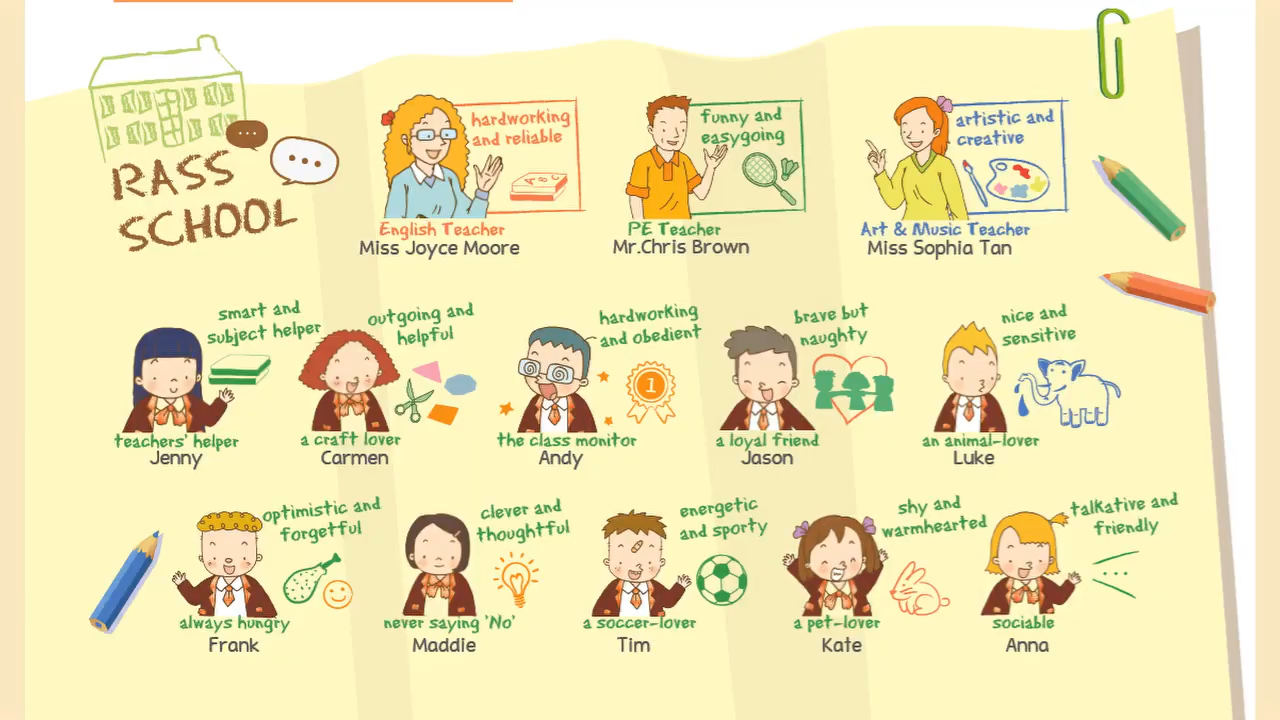 RASS
SCHOOL
hardworking
and reliable
ABC
English Teacher
Miss Joyce Moore
funny and
easygoing
PE Teacher
Mr.Chris Brown
artistic and
creative
Art & Music Teacher
Miss Sophia Tan
smart and
subject helper
teachers' helper
Jenny
outgoing and
helpful
a craft lover
Carmen
hardworking
and obedient
1
the class monitor
Andy
brave but
naughty
a loyal friend
Jason
nice and
sensitive
an animal-lover
Luke
optimistic and
forgetful
always hungry
Frank
clever and
thoughtful
never saying 'No'
Maddie
energetic
and sporty
a soccer-lover
Tim
shy and
warmhearted
a pet-lover
Kate
talkative and
friendly
sociable
Anna